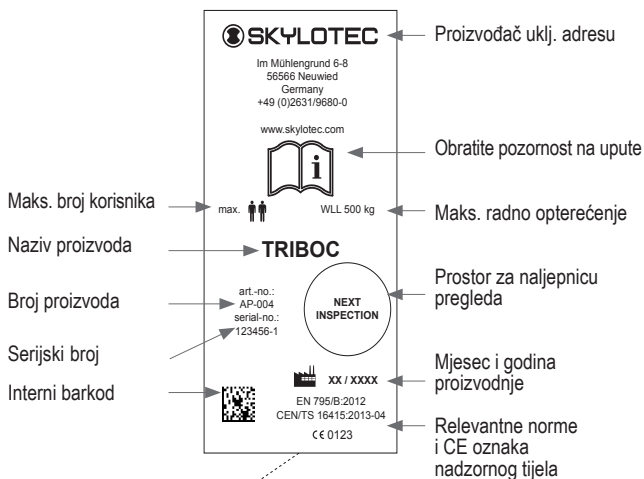 SKYLOTEC
Proizvođač uklj. adresu
Im Mühlengrund 6-8
56566 Neuwied
Germany
+49 (0)2631/9680-0
www.skylotec.com
i
Obratite pozornost na upute
Maks. broj korisnika
max.
WLL 500 kg
Maks. radno opterećenje
Naziv proizvoda
TRIBOC
Prostor za naljepnicu
pregleda
Broj proizvoda
art.-no.:
AP-004
serial-no.:
123456-1
NEXT
INSPECTION
Serijski broj
Mjesec i godina
proizvodnje
XX / XXXX
Interni barkod
EN 795/B:2012
CEN/TS 16415:2013-04
CE 0123
Relevantne norme
i CE oznaka
nadzornog tijela